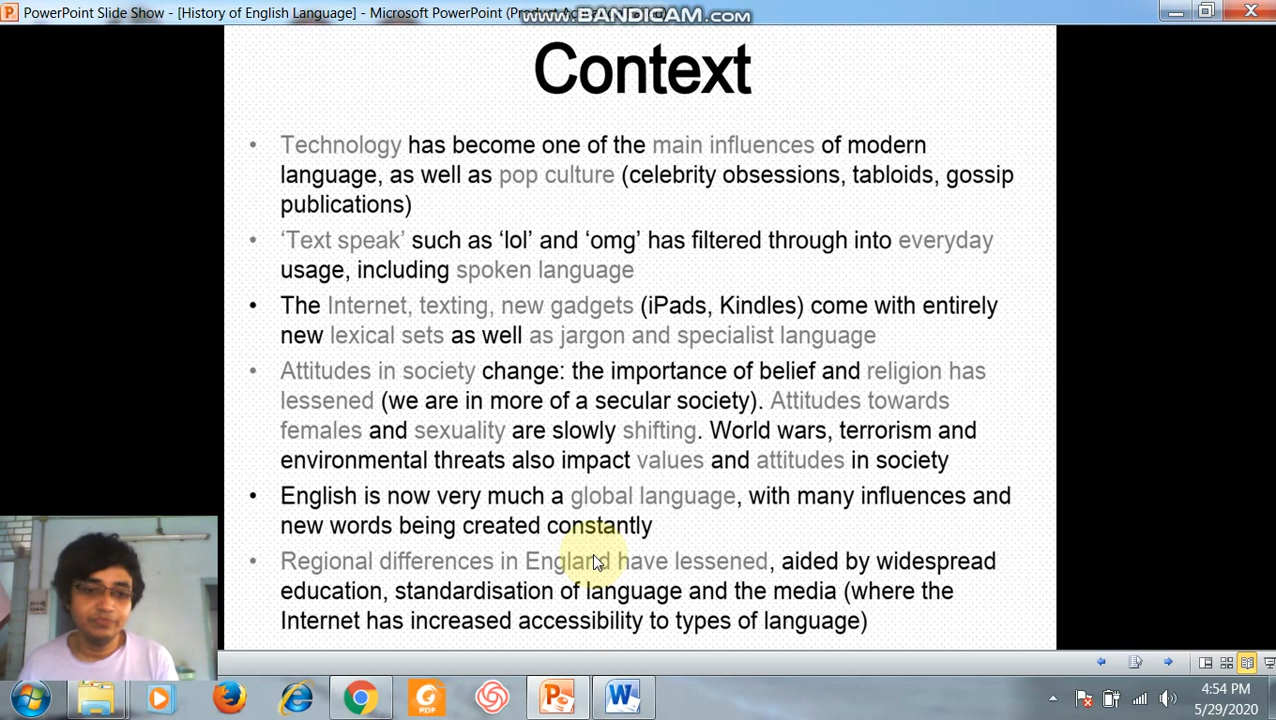 PowerPoint Slide Show - [History of English Language] - Microsoft PowerPoint
www.BANDICAM.com
Context
• Technology has become one of the main influences of modern
language, as well as pop culture (celebrity obsessions, tabloids, gossip
publications)
• ‘Text speak’ such as ‘lol’ and ‘omg’ has filtered through into everyday
usage, including spoken language
• The Internet, texting, new gadgets (iPads, Kindles) come with entirely
new lexical sets as well as jargon and specialist language
• Attitudes in society change: the importance of belief and religion has
lessened (we are in more of a secular society). Attitudes towards
females and sexuality are slowly shifting. World wars, terrorism and
environmental threats also impact values and attitudes in society
• English is now very much a global language, with many influences and
new words being created constantly
• Regional differences in England have lessened, aided by widespread
education, standardisation of language and the media (where the
Internet has increased accessibility to types of language)
PDF
4:54 PM
5/29/2020